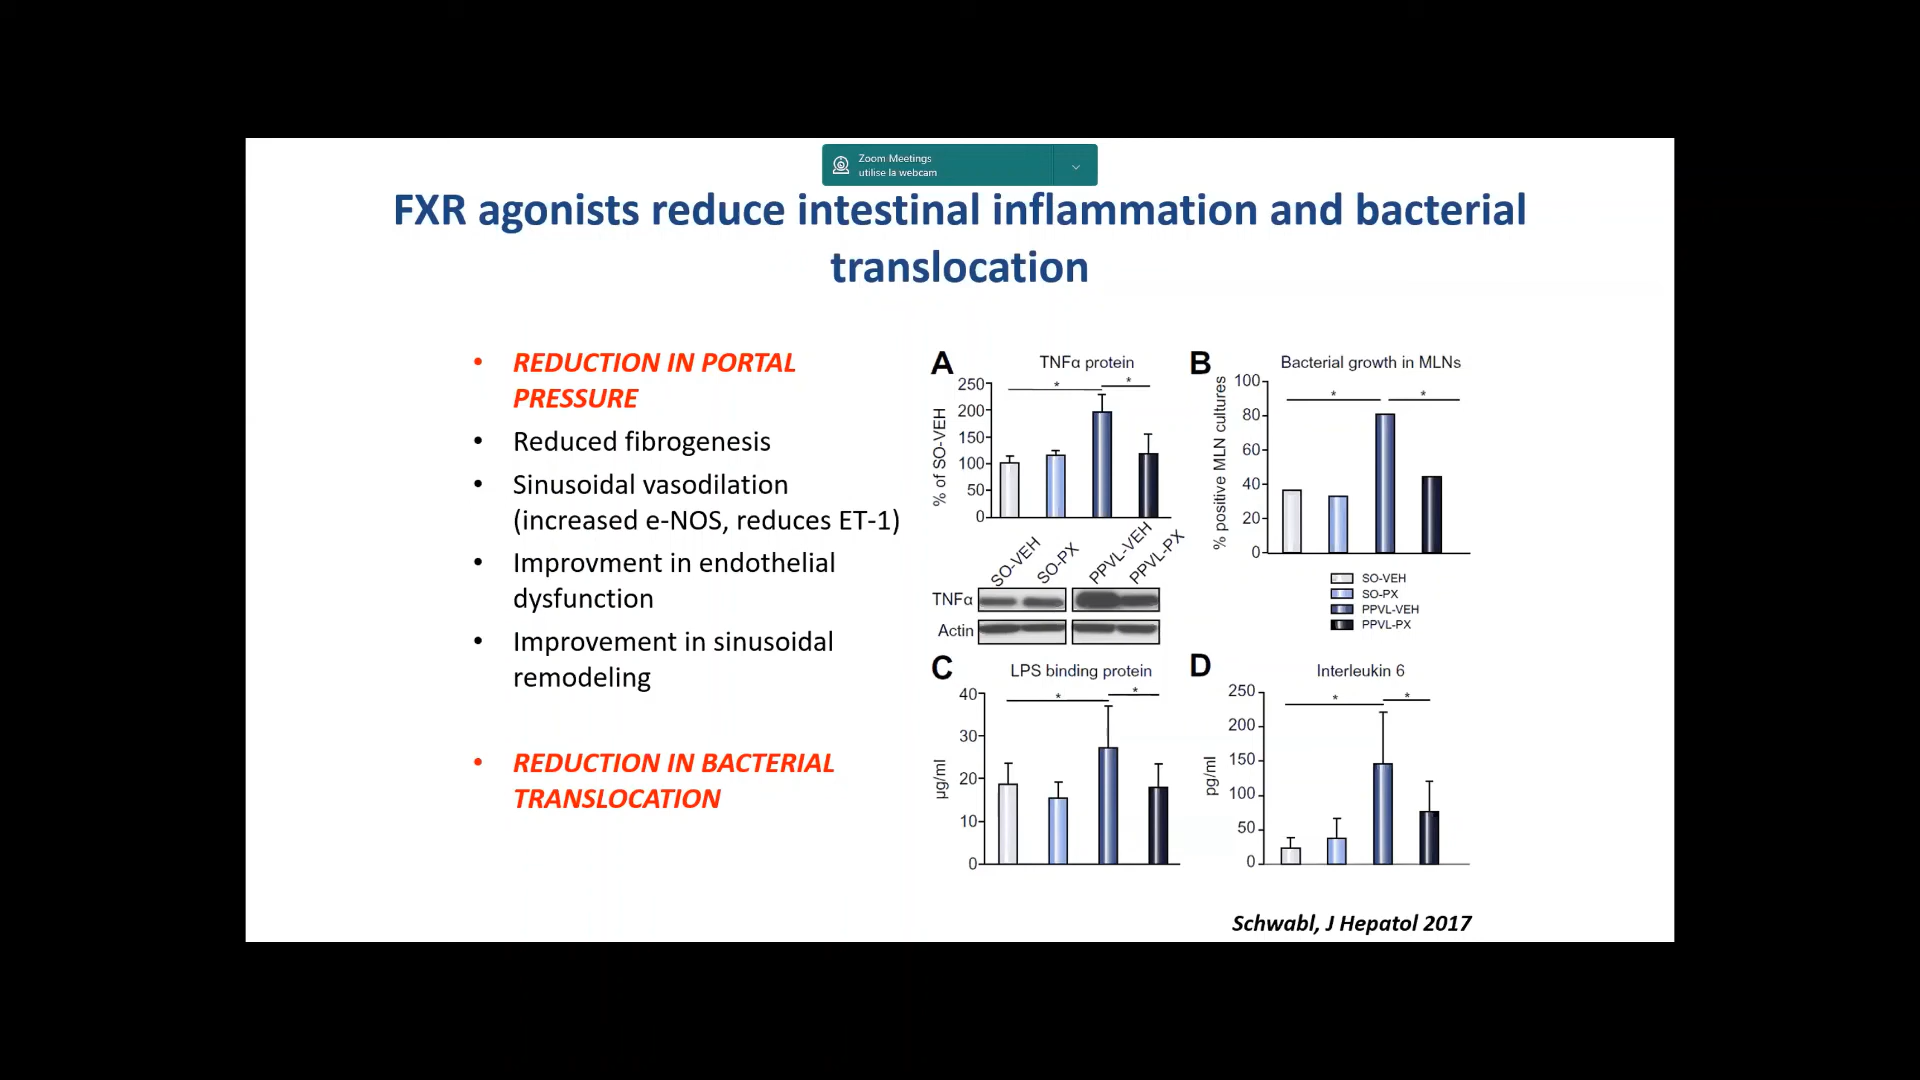 Zoom Meetings
utilise la webcam
FXR agonists reduce intestinal inflammation and bacterial
translocation
• REDUCTION IN PORTAL
PRESSURE
• Reduced fibrogenesis
• Sinusoidal vasodilation
(increased e-NOS, reduces ET-1)
• Improvment in endothelial
dysfunction
• Improvement in sinusoidal
remodeling
• REDUCTION IN BACTERIAL
TRANSLOCATION
A
TNFα protein
% of SO-VEH
250
200
150
100
50
0
*
*
SO-VEH
SO-PX
PPVL-VEH
PPVL-PX
TNFα
Actin
B
Bacterial growth in MLNs
% positive MLN cultures
100
80
60
40
20
0
*
*
SO-VEH
SO-PX
PPVL-VEH
PPVL-PX
C
LPS binding protein
µg/ml
40
30
20
10
0
*
*
D
Interleukin 6
pg/ml
250
200
150
100
50
0
*
*
Schwabl, J Hepatol 2017